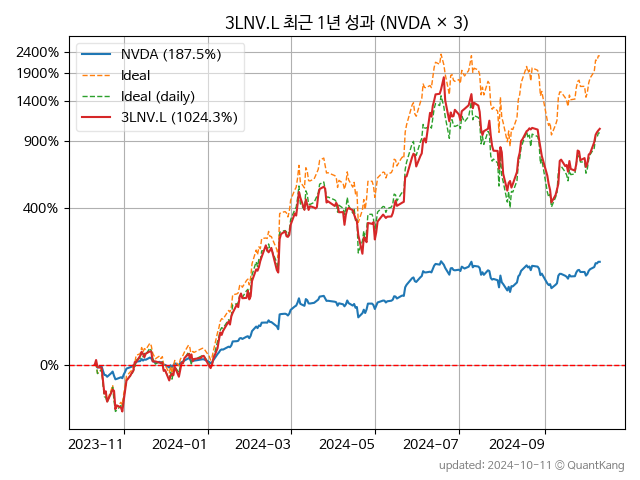 3LNV.L 최근 1년 성과 (NVDA × 3)
2400%
1900%
1400%
900%
400%
0%
NVDA (187.5%)
Ideal
Ideal (daily)
3LNV.L (1024.3%)
2023-11 2024-01 2024-03 2024-05 2024-07 2024-09
updated: 2024-10-11 © QuantKang